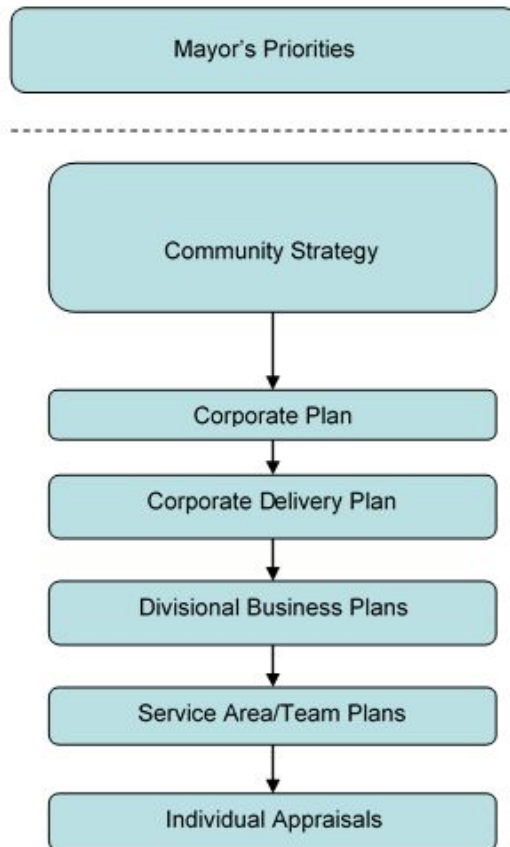 Mayor's Priorities
Community Strategy
Corporate Plan
Corporate Delivery Plan
Divisional Business Plans
Service Area/Team Plans
Individual Appraisals